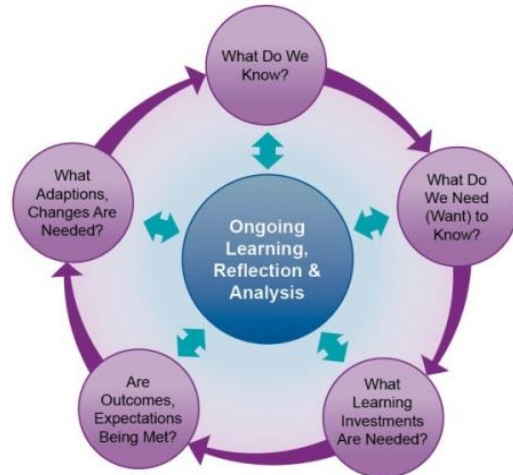 What Do We
Know?
What Do
We Need
(Want) to
Know?
What
Learning
Investments
Are Needed?
Are
Outcomes,
Expectations
Being Met?
What
Adaptions,
Changes Are
Needed?
Ongoing
Learning,
Reflection &
Analysis